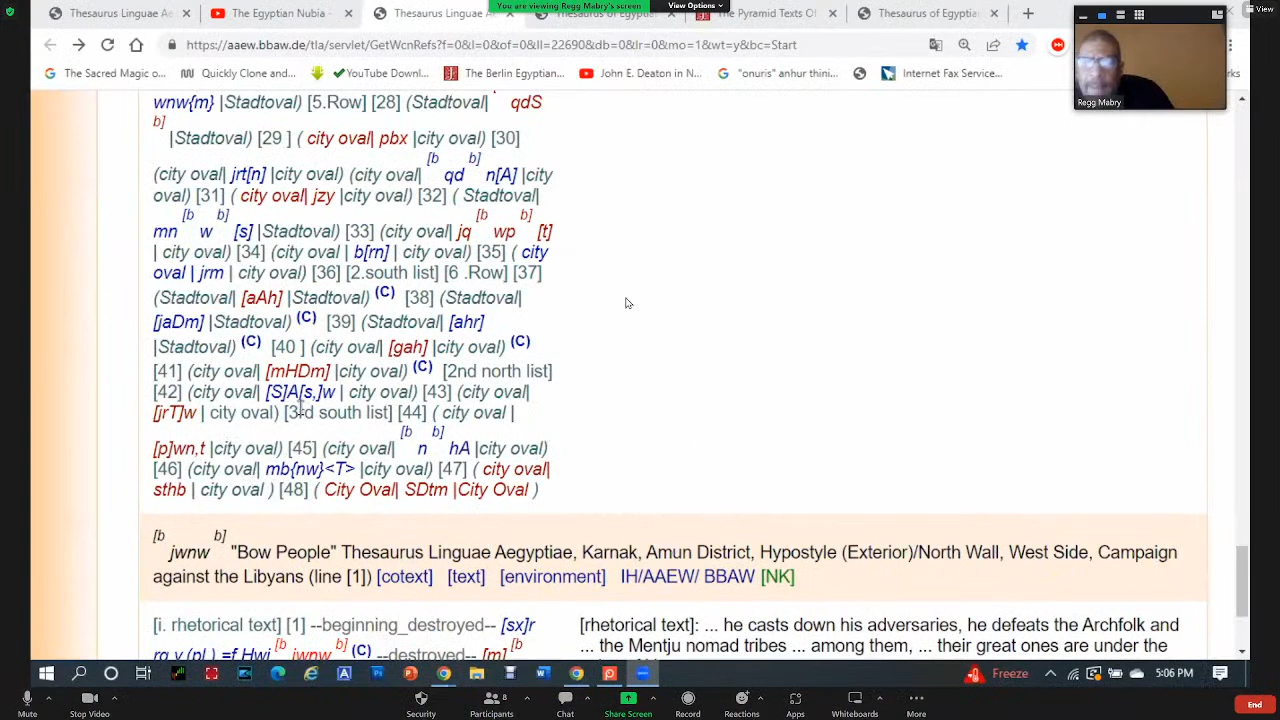 You are viewing Regg Mabry's screen
View Options
View
Thesaurus Linguae Ae
The Egyptian Nubia
Thesaurus Linguae A
Thesaurus of Egyptia
The Pyramid Texts O
Thesaurus of Egyptia
https://aaew.bbaw.de/tla/servlet/GetWcnRefs?f=0&l=0&of=0&ll=22690&db=0&lr=0&mo=1&wt=y&bc=Start
The Sacred Magic o...
Quickly Clone and...
YouTube Downl...
The Berlin Egyptian...
John E. Deaton in N...
"onuris" anhur thini...
Internet Fax Service...
Regg Mabry
wnw{m} |Stadtoval) [5.Row] [28] (Stadtoval| qdS
b]
|Stadtoval) [29 ] ( city oval| pbx |city oval) [30]
[b b]
(city oval| jrt[n] |city oval) (city oval| qd n[A] |city
oval) [31] ( city oval| jzy |city oval) [32] ( Stadtoval|
[b b] [b b]
mn w [s] |Stadtoval) [33] (city oval| jq wp [t]
| city oval) [34] (city oval | b[rn] | city oval) [35] ( city
oval | jrm | city oval) [36] [2.south list] [6 .Row] [37]
(Stadtoval| [aAh] |Stadtoval) (C) [38] (Stadtoval|
[jaDm] |Stadtoval) (C) [39] (Stadtoval| [ahr]
|Stadtoval) (C) [40 ] (city oval| [gah] |city oval) (C)
[41] (city oval| [mHDm] |city oval) (C) [2nd north list]
[42] (city oval| [S]A[s,]w | city oval) [43] (city oval|
[jrT]w | city oval) [3rd south list] [44] ( city oval |
[b b]
[p]wn,t |city oval) [45] (city oval| n hA |city oval)
[46] (city oval| mb{nw}<T> |city oval) [47] ( city oval|
sthb | city oval ) [48] ( City Oval| SDtm |City Oval )
[b b]
jwnw "Bow People" Thesaurus Linguae Aegyptiae, Karnak, Amun District, Hypostyle (Exterior)/North Wall, West Side, Campaign
against the Libyans (line [1]) [cotext] [text] [environment] IH/AAEW/ BBAW [NK]
[i. rhetorical text] [1] --beginning_destroyed-- [sx]r
[rhetorical text]: ... he casts down his adversaries, he defeats the Archfolk and
[b b] [b
rq.y.(pl.) =f Hwi jwnw (C) --destroyed-- [m]
... the Mentju nomad tribes ... among them, ... their great ones are under the
Freeze
5:06 PM
Mute
Stop Video
Security
Participants
8
Chat
Share Screen
Record
Reactions
Apps
Whiteboards
More
End